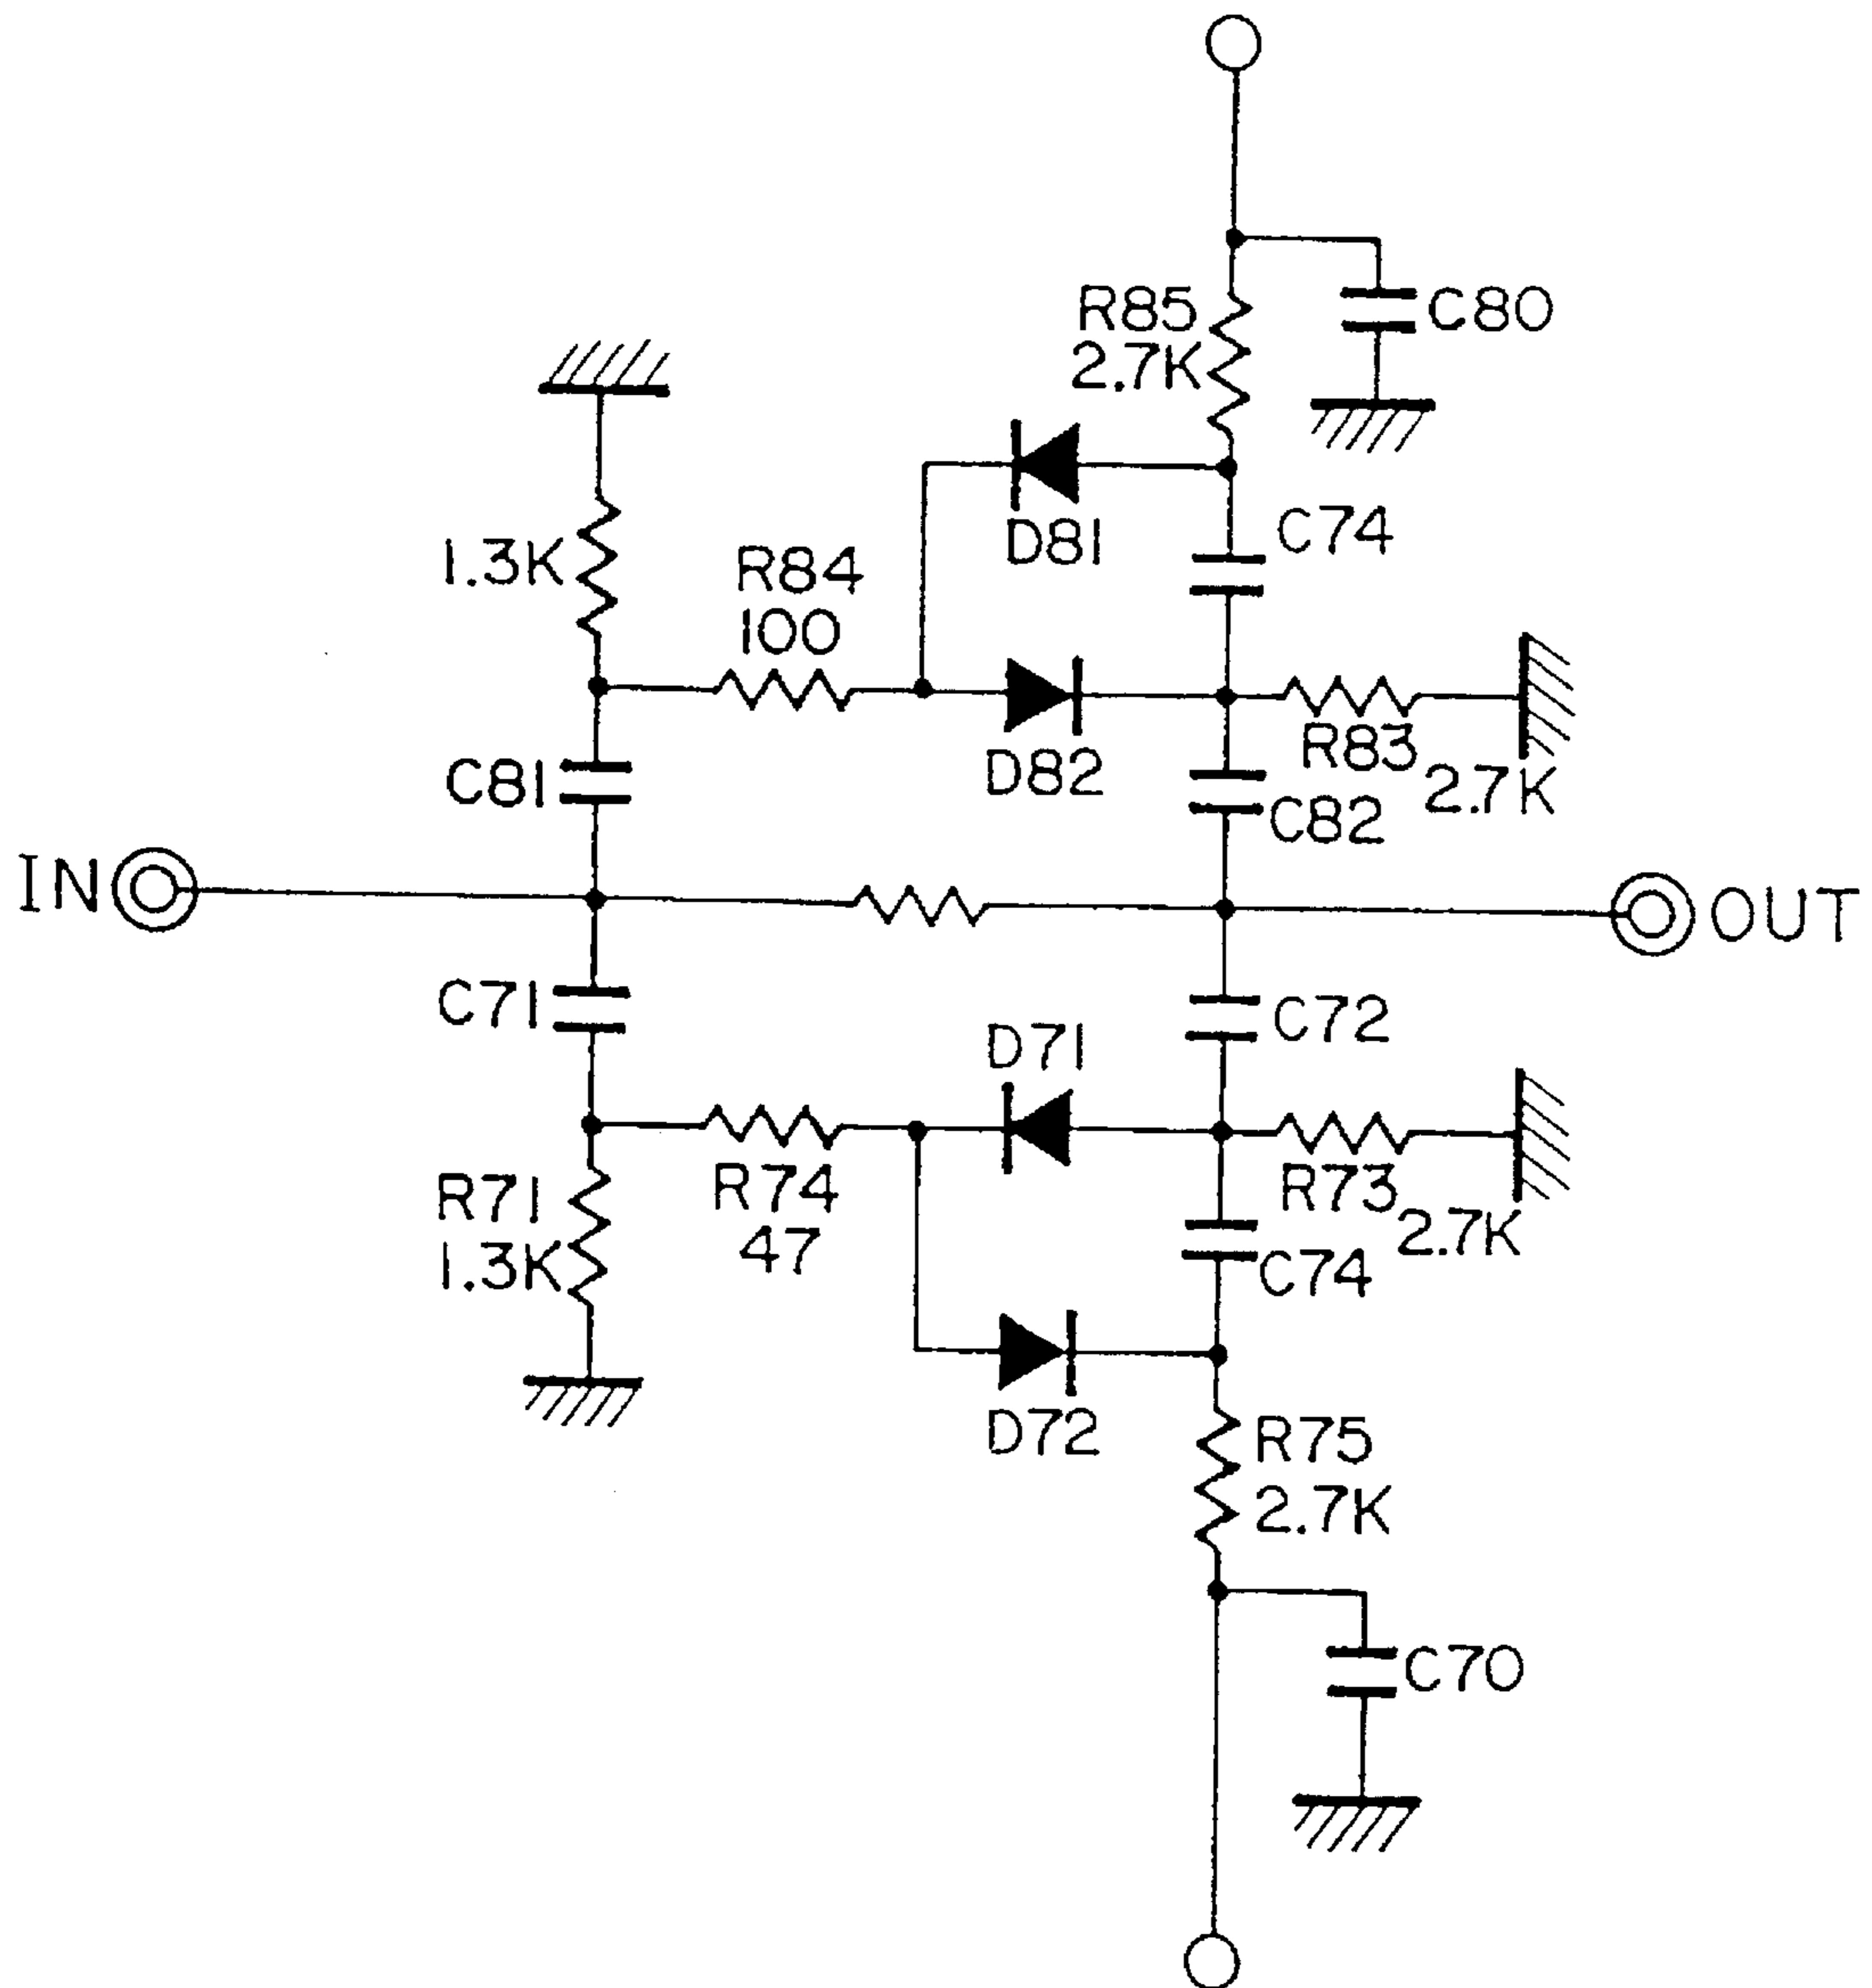 R85
2.7K
C80
D81
C74
1.3K
R84
100
D82
R83
2.7K
C81
C82
IN
OUT
C71
D71
C72
R71
1.3K
R74
47
R73
2.7K
C74
D72
R75
2.7K
C70